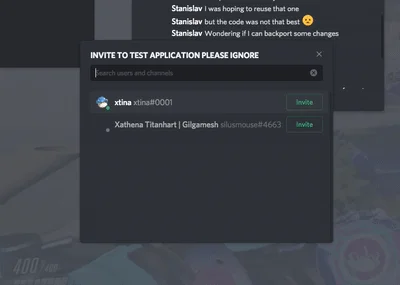 Stanislav I was hoping to reuse that one
Stanislav but the code was not that best
Stanislav Wondering if I can backport some changes
INVITE TO TEST APPLICATION PLEASE IGNORE
Search users and channels
xtina xtina#0001
Invite
Xathena Titanhart | Gilgamesh silusmouse#4663
Invite
400